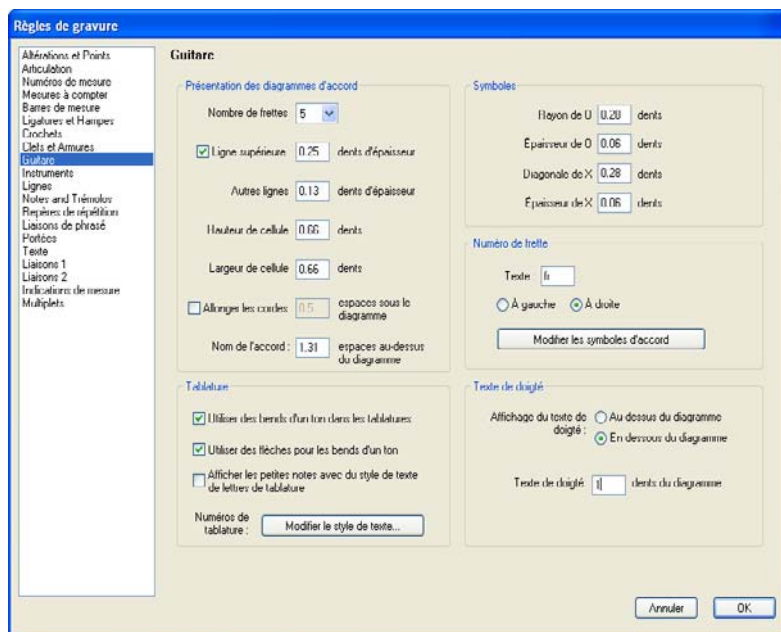 Règles de gravure
Altérations et Points
Articulation
Numéros de mesure
Mesures à compter
Barres de mesure
Ligatures et Hampes
Crochets
Clefs et Armures
Guitare
Instruments
Lignes
Notes and Trémolos
Repères de répétition
Liaisons de phrasé
Portées
Texte
Liaisons 1
Liaisons 2
Indications de mesure
Multiplets
Guitare
Présentation des diagrammes d'accord
Nombre de frettes 5
Ligne supérieure 0.25 dents d'épaisseur
Autres lignes 0.13 dents d'épaisseur
Hauteur de cellule 0.66 dents
Largeur de cellule 0.66 dents
Allonger les cordes 0.5 espaces sous le
diagramme
Nom de l'accord : 1.31 espaces au-dessus
du diagramme
Symboles
Rayon de O 0.20 dents
Épaisseur de O 0.06 dents
Diagonale de X 0.28 dents
Épaisseur de X 0.06 dents
Numéro de frette
Texte fr
À gauche À droite
Modifier les symboles d'accord
Tablature
Utiliser des bends d'un ton dans les tablatures
Utiliser des flèches pour les bends d'un ton
Afficher les petites notes avec du style de texte
de lettres de tablature
Numéros de
tablature : Modifier le style de texte...
Texte de doigté
Affichage du texte de
doigté : Au dessus du diagramme
En dessous du diagramme
Texte de doigté 1 dents du diagramme
Annuler OK